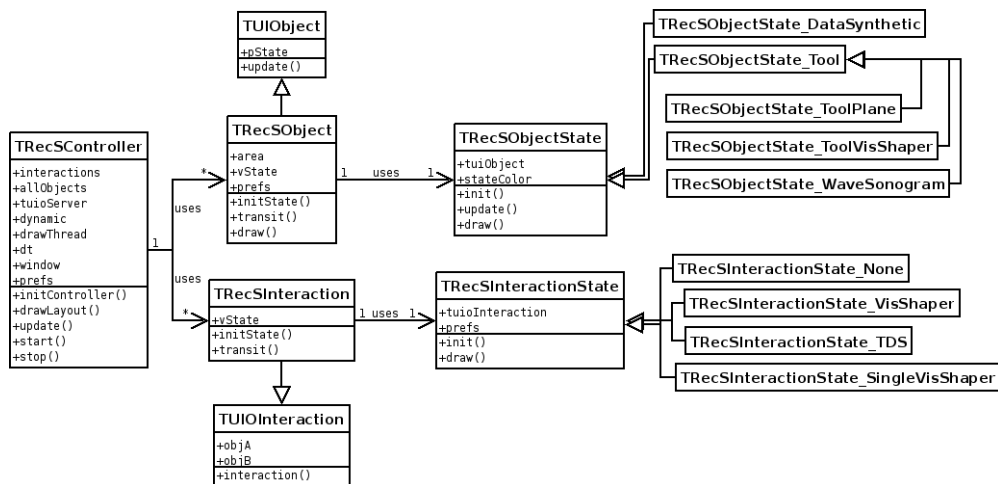 TUIObject
+pState
+update()
TRecSObject
+area
+vState
+prefs
+initState()
+transit()
+draw()
TRecSController
+interactions
+allObjects
+tuioServer
+dynamic
+drawThread
+dt
+window
+prefs
+initController()
+drawLayout()
+update()
+start()
+stop()
1
*
uses
uses
*
1 uses 1
TRecSObjectState
+tuiObject
+stateColor
+init()
+update()
+draw()
TRecSObjectState_DataSynthetic
TRecSObjectState_Tool
TRecSObjectState_ToolPlane
TRecSObjectState_ToolVisShaper
TRecSObjectState_WaveSonogram
TRecSInteraction
+vState
+initState()
+transit()
1 uses 1
TRecSInteractionState
+tuioInteraction
+prefs
+init()
+draw()
TRecSInteractionState_None
TRecSInteractionState_VisShaper
TRecSInteractionState_TDS
TRecSInteractionState_SingleVisShaper
TUIOInteraction
+objA
+objB
+interaction()